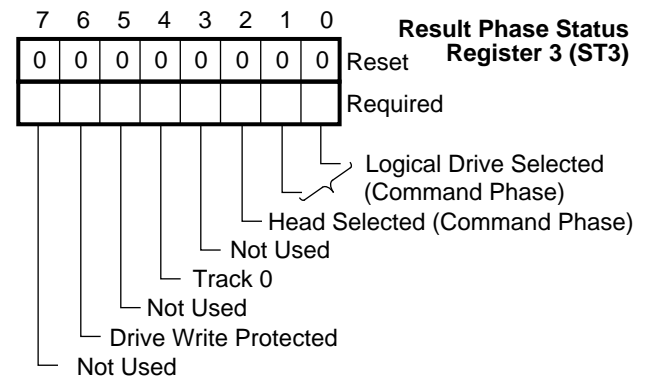 7 6 5 4 3 2 1 0
Result Phase Status
Register 3 (ST3)
0 0 0 0 0 0 0 0 Reset
Required
Logical Drive Selected
(Command Phase)
Head Selected (Command Phase)
Not Used
Track 0
Not Used
Drive Write Protected
Not Used